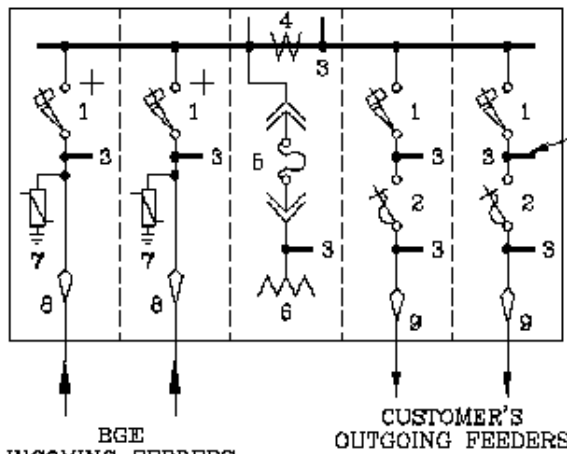 4
1 1 3 1 1
3 3 5 3 3
2 2
7 7 3 3 3
8 8 6 9 9
BGE
INCOMING FEEDERS
CUSTOMER'S
OUTGOING FEEDERS